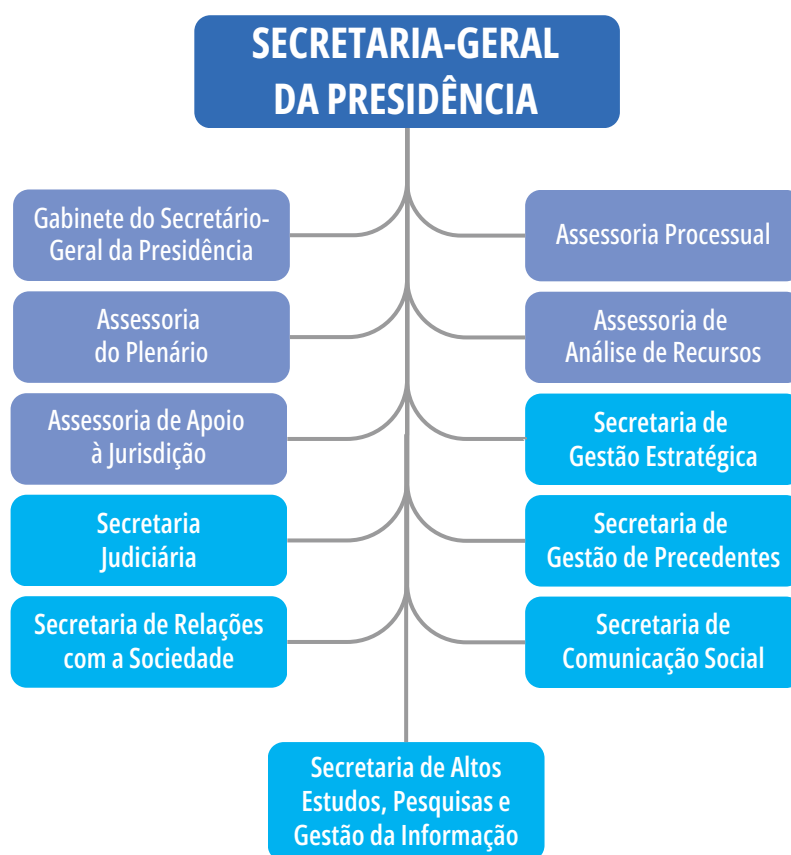 SECRETARIA-GERAL
DA PRESIDÊNCIA
Gabinete do Secretário-
Geral da Presidência
Assessoria Processual
Assessoria
do Plenário
Assessoria de
Análise de Recursos
Assessoria de Apoio
à Jurisdição
Secretaria de
Gestão Estratégica
Secretaria
Judiciária
Secretaria de
Gestão de Precedentes
Secretaria de Relações
com a Sociedade
Secretaria de
Comunicação Social
Secretaria de Altos
Estudos, Pesquisas e
Gestão da Informação